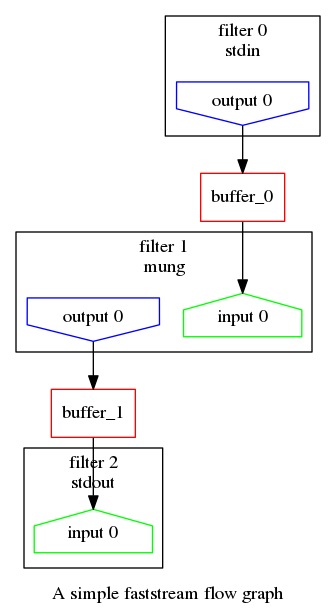 filter 0
stdin
output 0
buffer_0
filter 1
mung
output 0
input 0
buffer_1
filter 2
stdout
input 0
A simple faststream flow graph